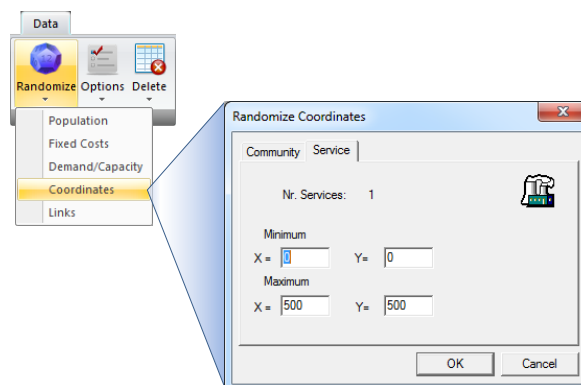 Data
Randomize Options Delete
Population
Fixed Costs
Demand/Capacity
Coordinates
Links
Randomize Coordinates
Community Service
Nr. Services: 1
Minimum
X = 0 Y= 0
Maximum
X = 500 Y= 500
OK Cancel